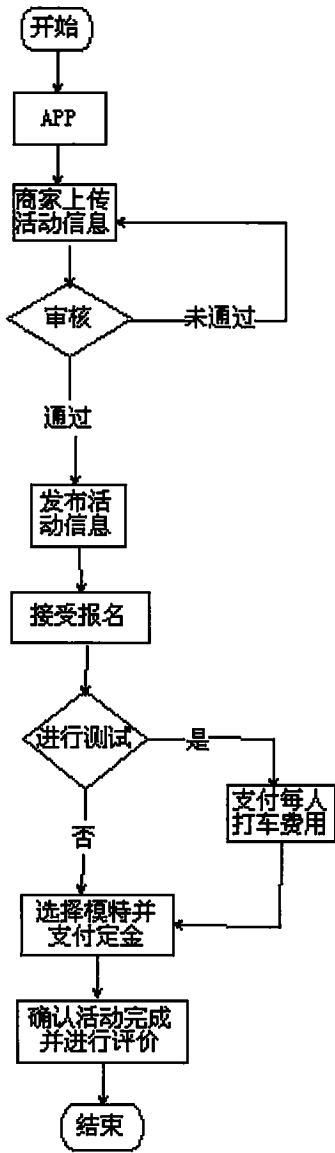 开始
APP
商家上传
活动信息
审核
未通过
通过
发布活
动信息
接受报名
进行测试
是
支付每人
打车费用
否
选择模特并
支付定金
确认活动完成
并进行评价
结束